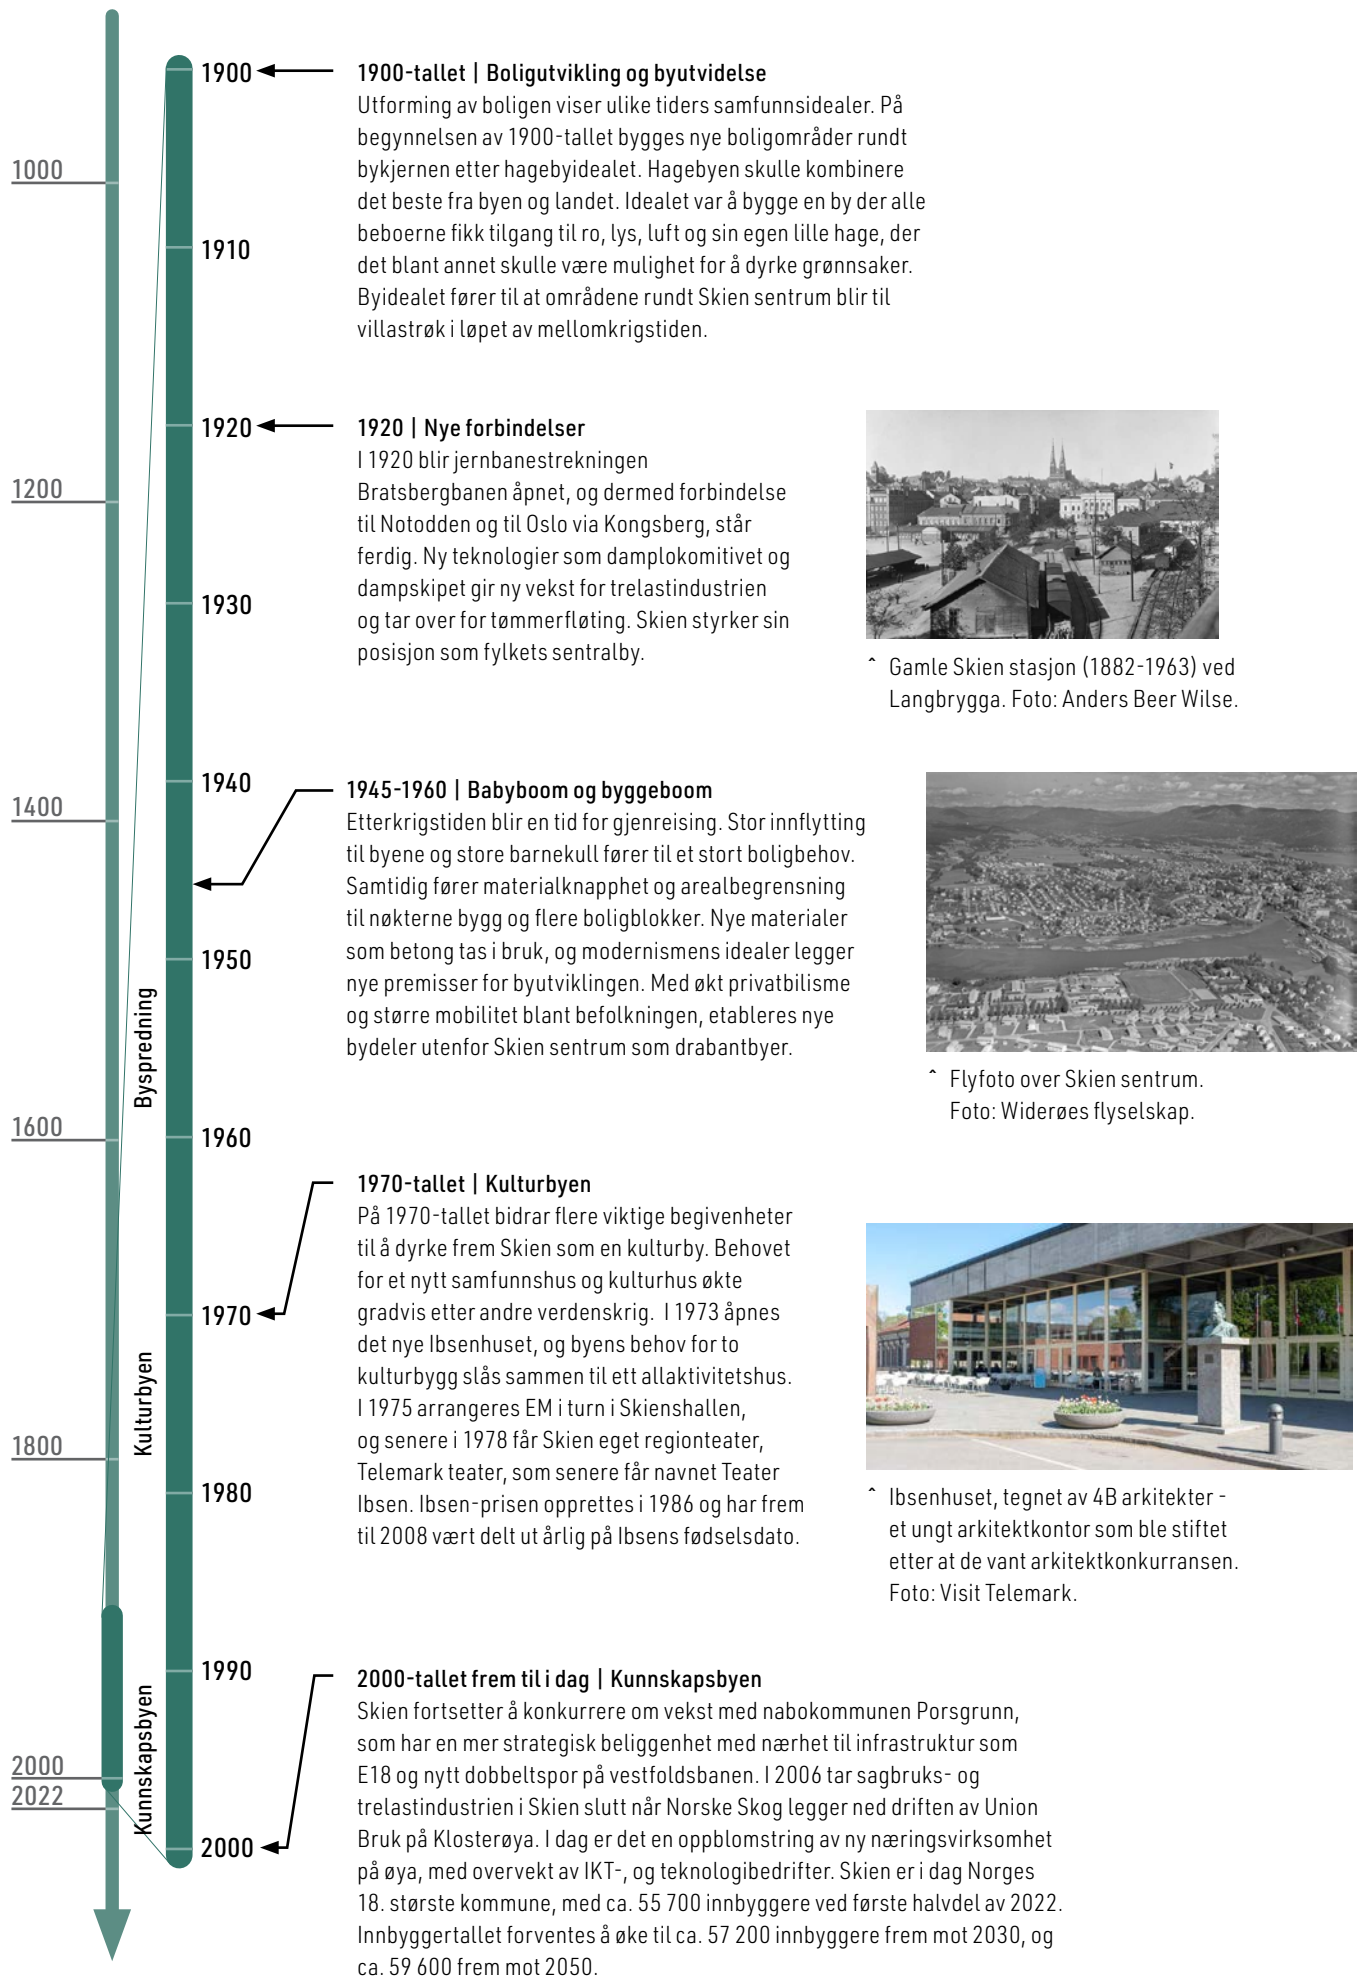 1000
1200
1400
1600
1800
2000
2022
Byspredning
Kulturbyen
Kunnskapsbyen
1900
1910
1920
1930
1940
1950
1960
1970
1980
1990
2000
1900-tallet | Boligutvikling og byutvidelse
Utforming av boligen viser ulike tiders samfunnsidealer. På
begynnelsen av 1900-tallet bygges nye boligområder rundt
bykjernen etter hagebyidealet. Hagebyen skulle kombinere
det beste fra byen og landet. Idealet var å bygge en by der alle
beboerne fikk tilgang til ro, lys, luft og sin egen lille hage, der
det blant annet skulle være mulighet for å dyrke grønnsaker.
Byidealet fører til at områdene rundt Skien sentrum blir til
villastrøk i løpet av mellomkrigstiden.
1920 | Nye forbindelser
I 1920 blir jernbanestrekningen
Bratsbergbanen åpnet, og dermed forbindelse
til Notodden og til Oslo via Kongsberg, står
ferdig. Ny teknologier som damplokomitivet og
dampskipet gir ny vekst for trelastindustrien
og tar over for tømmerfløting. Skien styrker sin
posisjon som fylkets sentralby.
ˆ Gamle Skien stasjon (1882-1963) ved
Langbrygga. Foto: Anders Beer Wilse.
1945-1960 | Babyboom og byggeboom
Etterkrigstiden blir en tid for gjenreising. Stor innflytting
til byene og store barnekull fører til et stort boligbehov.
Samtidig fører materialknapphet og arealbegrensning
til nøkterne bygg og flere boligblokker. Nye materialer
som betong tas i bruk, og modernismens idealer legger
nye premisser for byutviklingen. Med økt privatbilisme
og større mobilitet blant befolkningen, etableres nye
bydeler utenfor Skien sentrum som drabantbyer.
ˆ Flyfoto over Skien sentrum.
Foto: Widerøes flyselskap.
1970-tallet | Kulturbyen
På 1970-tallet bidrar flere viktige begivenheter
til å dyrke frem Skien som en kulturby. Behovet
for et nytt samfunnshus og kulturhus økte
gradvis etter andre verdenskrig. I 1973 åpnes
det nye Ibsenhuset, og byens behov for to
kulturbygg slås sammen til ett allaktivitetshus.
I 1975 arrangeres EM i turn i Skienshallen,
og senere i 1978 får Skien eget regionteater,
Telemark teater, som senere får navnet Teater
Ibsen. Ibsen-prisen opprettes i 1986 og har frem
til 2008 vært delt ut årlig på Ibsens fødselsdato.
ˆ Ibsenhuset, tegnet av 4B arkitekter -
et ungt arkitektkontor som ble stiftet
etter at de vant arkitektkonkurransen.
Foto: Visit Telemark.
2000-tallet frem til i dag | Kunnskapsbyen
Skien fortsetter å konkurrere om vekst med nabokommunen Porsgrunn,
som har en mer strategisk beliggenhet med nærhet til infrastruktur som
E18 og nytt dobbeltspor på vestfoldsbanen. I 2006 tar sagbruks- og
trelastindustrien i Skien slutt når Norske Skog legger ned driften av Union
Bruk på Klosterøya. I dag er det en oppblomstring av ny næringsvirksomhet
på øya, med overvekt av IKT-, og teknologibedrifter. Skien er i dag Norges
18. største kommune, med ca. 55 700 innbyggere ved første halvdel av 2022.
Innbyggertallet forventes å øke til ca. 57 200 innbyggere frem mot 2030, og
ca. 59 600 frem mot 2050.